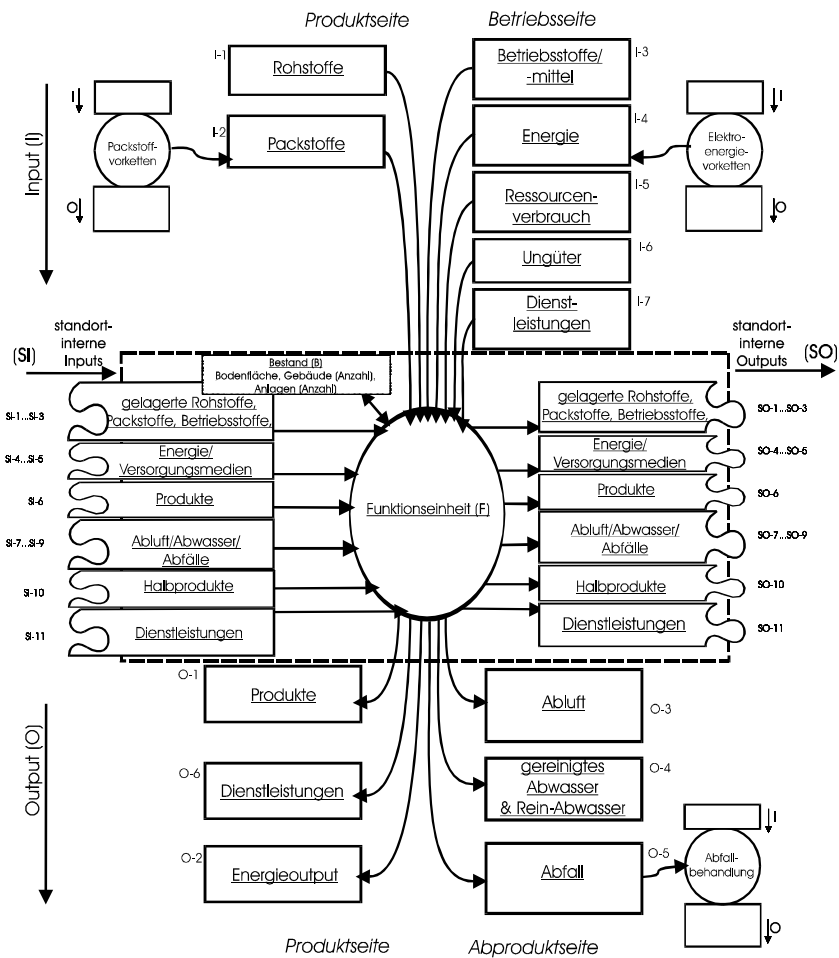 Produktseite
Betriebsseite
I-1
Rohstoffe
I-2
Packstoffe
I-3
Betriebsstoffe/
-mittel
I-4
Energie
I-5
Ressourcen-
verbrauch
I-6
Ungüter
I-7
Dienst-
leistungen
Input (I)
I
Packstoff-
vorketten
O
I
Elektro-
energie-
vorketten
O
(SI)
standort-
interne
Inputs
standort-
interne
Outputs
(SO)
Bestand (B)
Bodenfläche, Gebäude (Anzahl),
Anlagen (Anzahl)
SI-1...SI-3
gelagerte Rohstoffe,
Packstoffe, Betriebsstoffe,
SI-4...SI-5
Energie/
Versorgungsmedien
SI-6
Produkte
SI-7...SI-9
Abluft/Abwasser/
Abfälle
SI-10
Halbprodukte
SI-11
Dienstleistungen
Funktionseinheit (F)
gelagerte Rohstoffe,
Packstoffe, Betriebsstoffe,
SO-1...SO-3
Energie/
Versorgungsmedien
SO-4...SO-5
Produkte
SO-6
Abluft/Abwasser/
Abfälle
SO-7...SO-9
Halbprodukte
SO-10
Dienstleistungen
SO-11
Output (O)
O-1
Produkte
O-6
Dienstleistungen
O-2
Energieoutput
Abluft
O-3
gereinigtes
Abwasser
& Rein-Abwasser
O-4
Abfall
O-5
I
Abfall-
behandlung
O
Produktseite
Abproduktseite